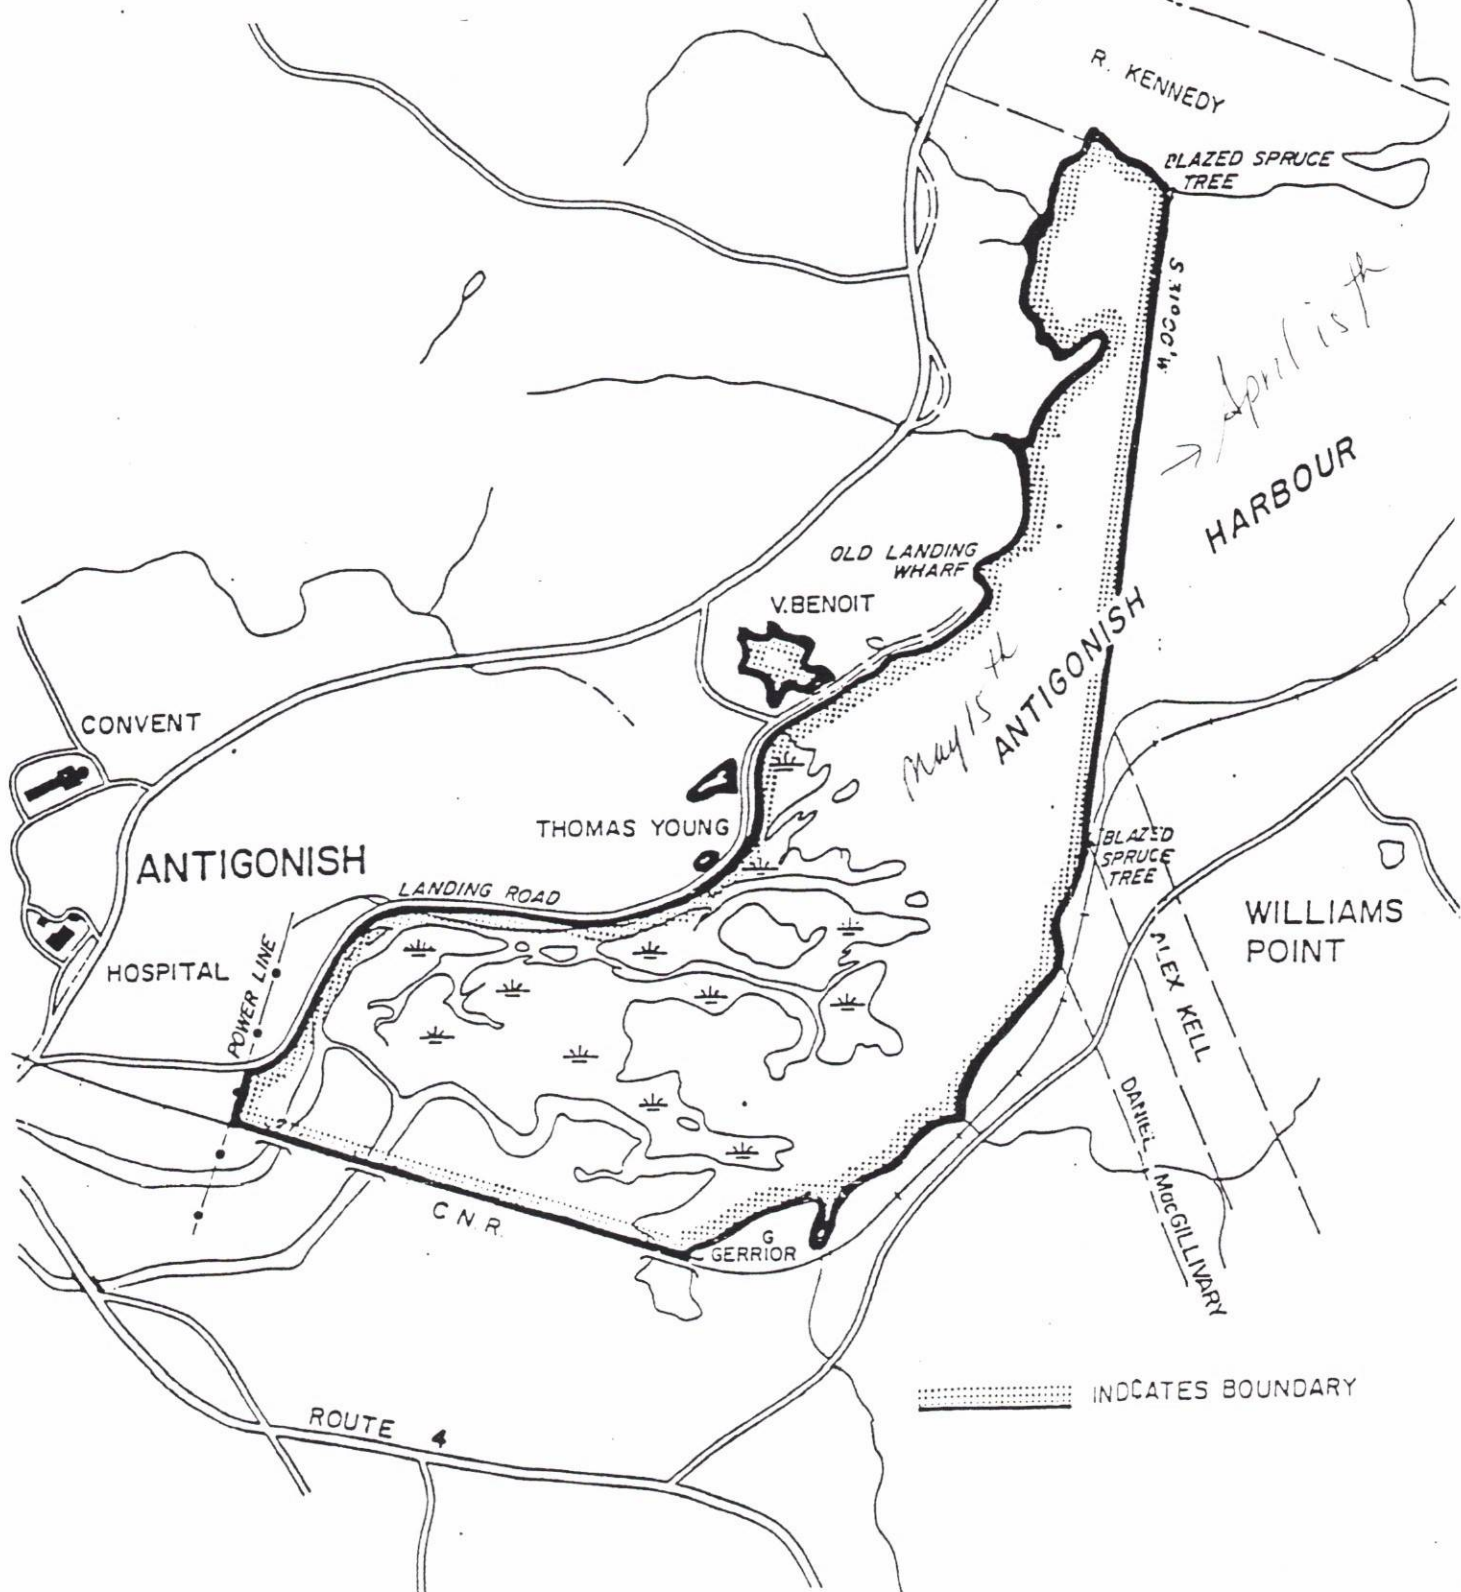 R. KENNEDY
BLAZED SPRUCE
TREE
S.31°00'W.
→ April 15th
HARBOUR
OLD LANDING
WHARF
V.BENOIT
May 15th
ANTIGONISH
CONVENT
THOMAS YOUNG
BLAZED
SPRUCE
TREE
ANTIGONISH
LANDING ROAD
WILLIAMS
POINT
HOSPITAL
POWER LINE
ALEX KELL
DANIEL MacGILLIVARY
C.N.R.
G
GERRIOR
INDCATES BOUNDARY
ROUTE 4